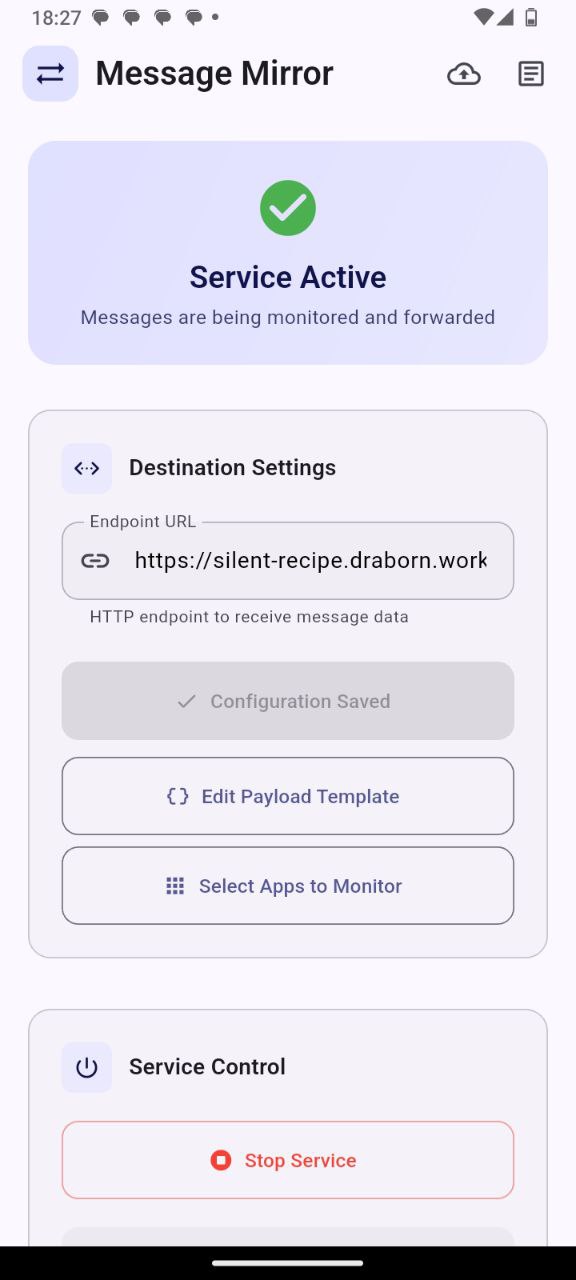 18:27
Message Mirror
Service Active
Messages are being monitored and forwarded
Destination Settings
Endpoint URL
https://silent-recipe.draborn.work
HTTP endpoint to receive message data
Configuration Saved
Edit Payload Template
Select Apps to Monitor
Service Control
Stop Service